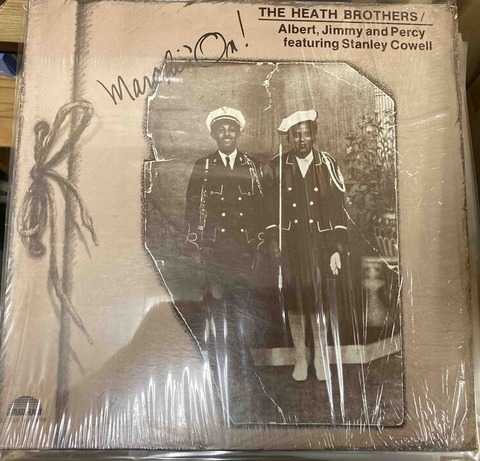 THE HEATH BROTHERS/
Albert, Jimmy and Percy
featuring Stanley Cowell
Marchin' On!